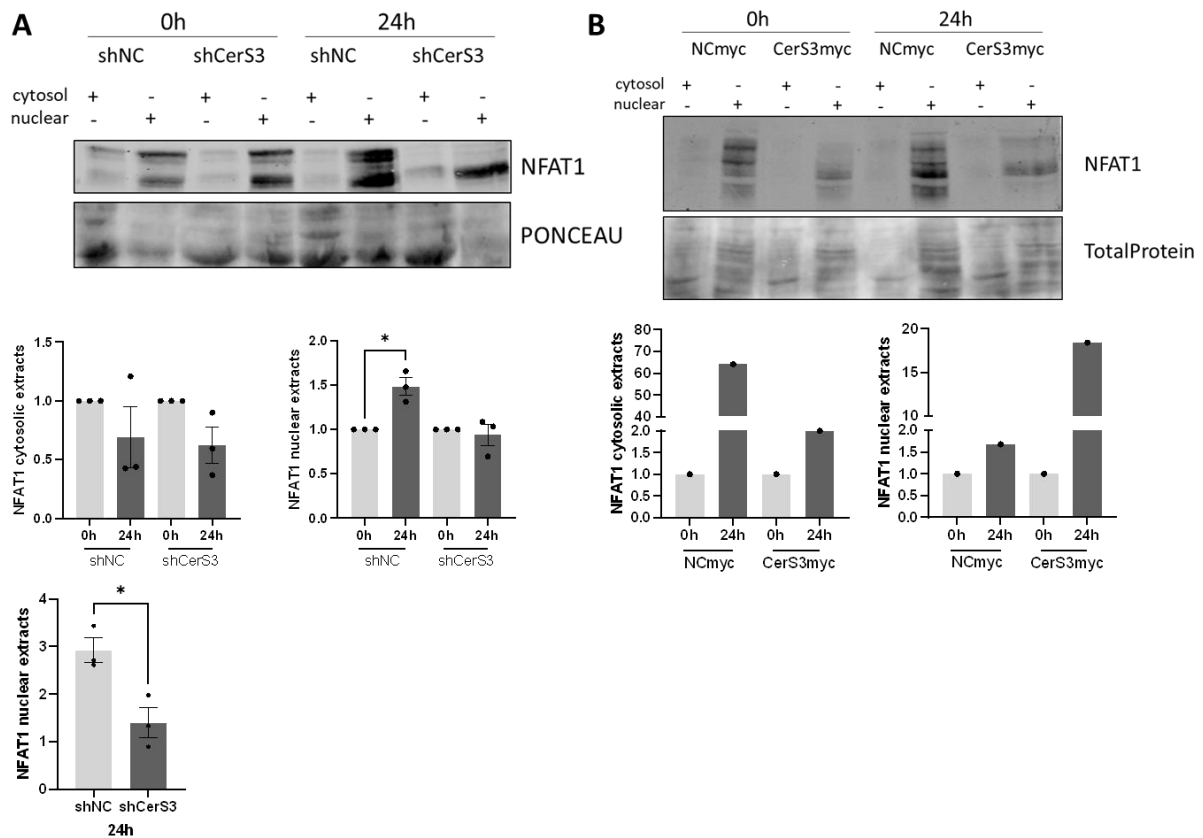 A
0h 24h
shNC shCerS3 shNC shCerS3
cytosol + - + - + - + -
nuclear - + - + - + - +
NFAT1
PONCEAU
B
0h 24h
NCmyc CerS3myc NCmyc CerS3myc
cytosol + - + - + - + -
nuclear - + - + - + - +
NFAT1
TotalProtein
NFAT1 cytosolic extracts
1.5
1.0
0.5
0.0
0h 24h 0h 24h
shNC shCerS3
NFAT1 nuclear extracts
2.0
1.5
1.0
0.5
0.0
*
0h 24h 0h 24h
shNC shCerS3
NFAT1 cytosolic extracts
80
70
60
50
40
2.0
1.5
1.0
0.5
0.0
0h 24h 0h 24h
NCmyc CerS3myc
NFAT1 nuclear extracts
20
15
10
2.0
1.5
1.0
0.5
0.0
0h 24h 0h 24h
NCmyc CerS3myc
NFAT1 nuclear extracts
4
3
2
1
0
*
shNC shCerS3
24h